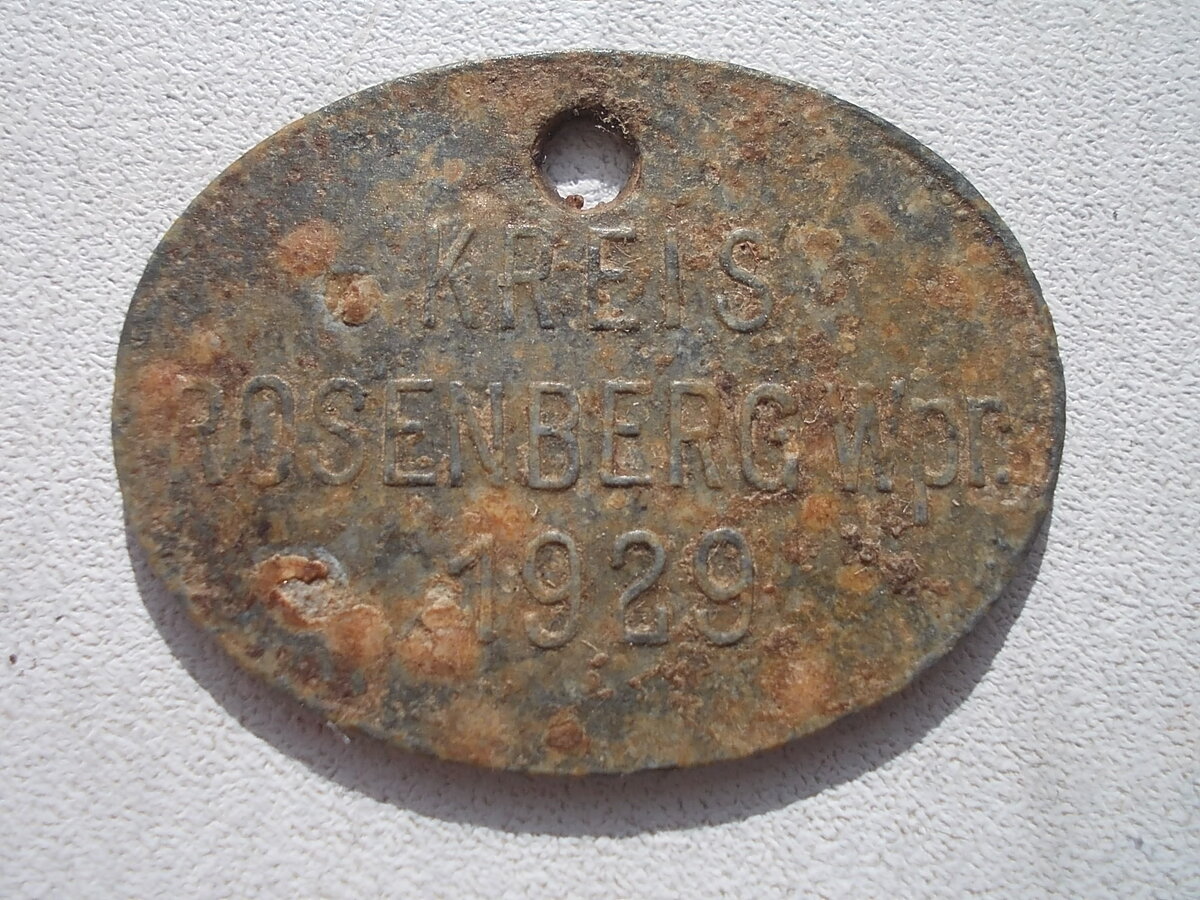 KREIS
ROSENBERG W'pr.
1929